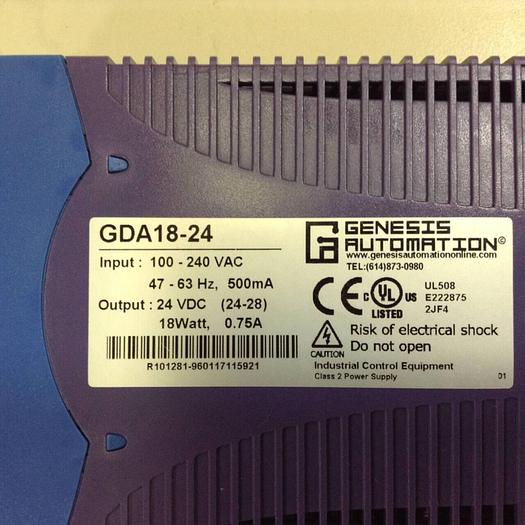 GDA18-24
Input : 100 - 240 VAC
47 - 63 Hz, 500mA
Output : 24 VDC (24-28)
18Watt, 0.75A
R101281-960117115921
GENESIS
AUTOMATION©
www.genesisautomationonline.com
TEL:(614)873-0980
CE c UL US
LISTED
UL508
E222875
2JF4
CAUTION
Risk of electrical shock
Do not open
Industrial Control Equipment
Class 2 Power Supply
D1